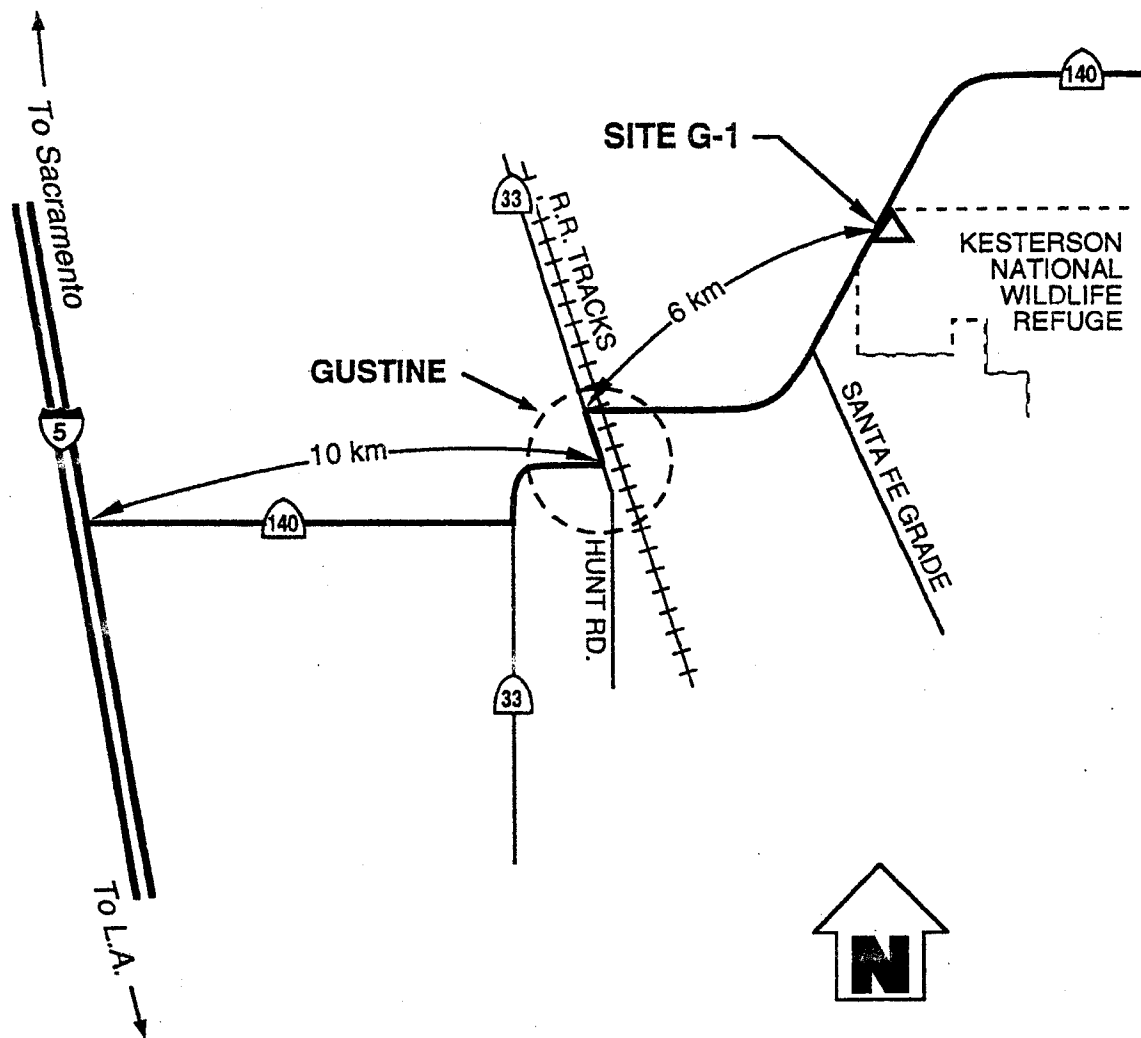 To Sacramento
140
SITE G-1
33
R.R. TRACKS
KESTERSON
NATIONAL
WILDLIFE
REFUGE
6 km
GUSTINE
SANTA FE GRADE
5
10 km
140
HUNT RD.
33
To L.A.
N